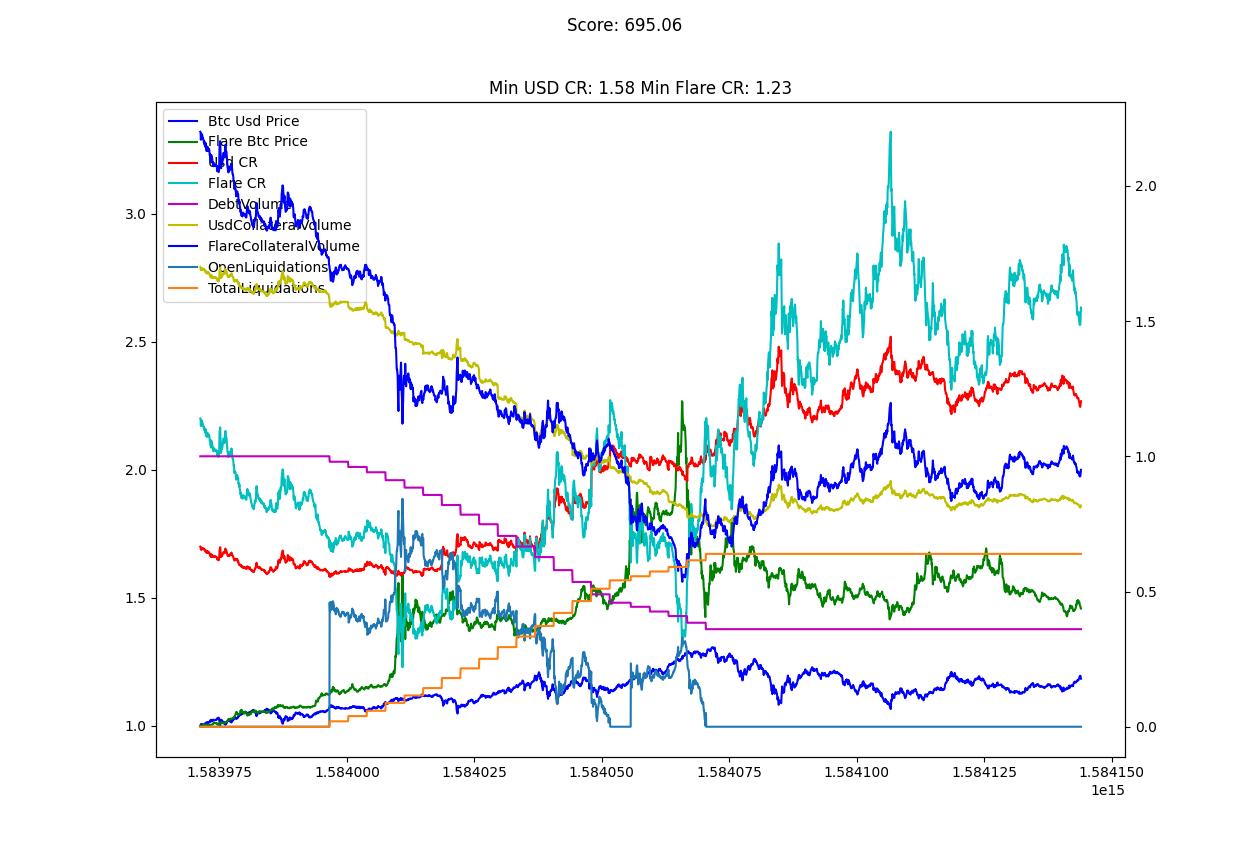 Score: 695.06
Min USD CR: 1.58 Min Flare CR: 1.23
Btc Usd Price
Flare Btc Price
Usd CR
Flare CR
DebtVolume
UsdCollateralVolume
FlareCollateralVolume
OpenLiquidations
TotalLiquidations
3.0
2.5
2.0
1.5
1.0
2.0
1.5
1.0
0.5
0.0
1.583975 1.584000 1.584025 1.584050 1.584075 1.584100 1.584125 1.584150
1e15